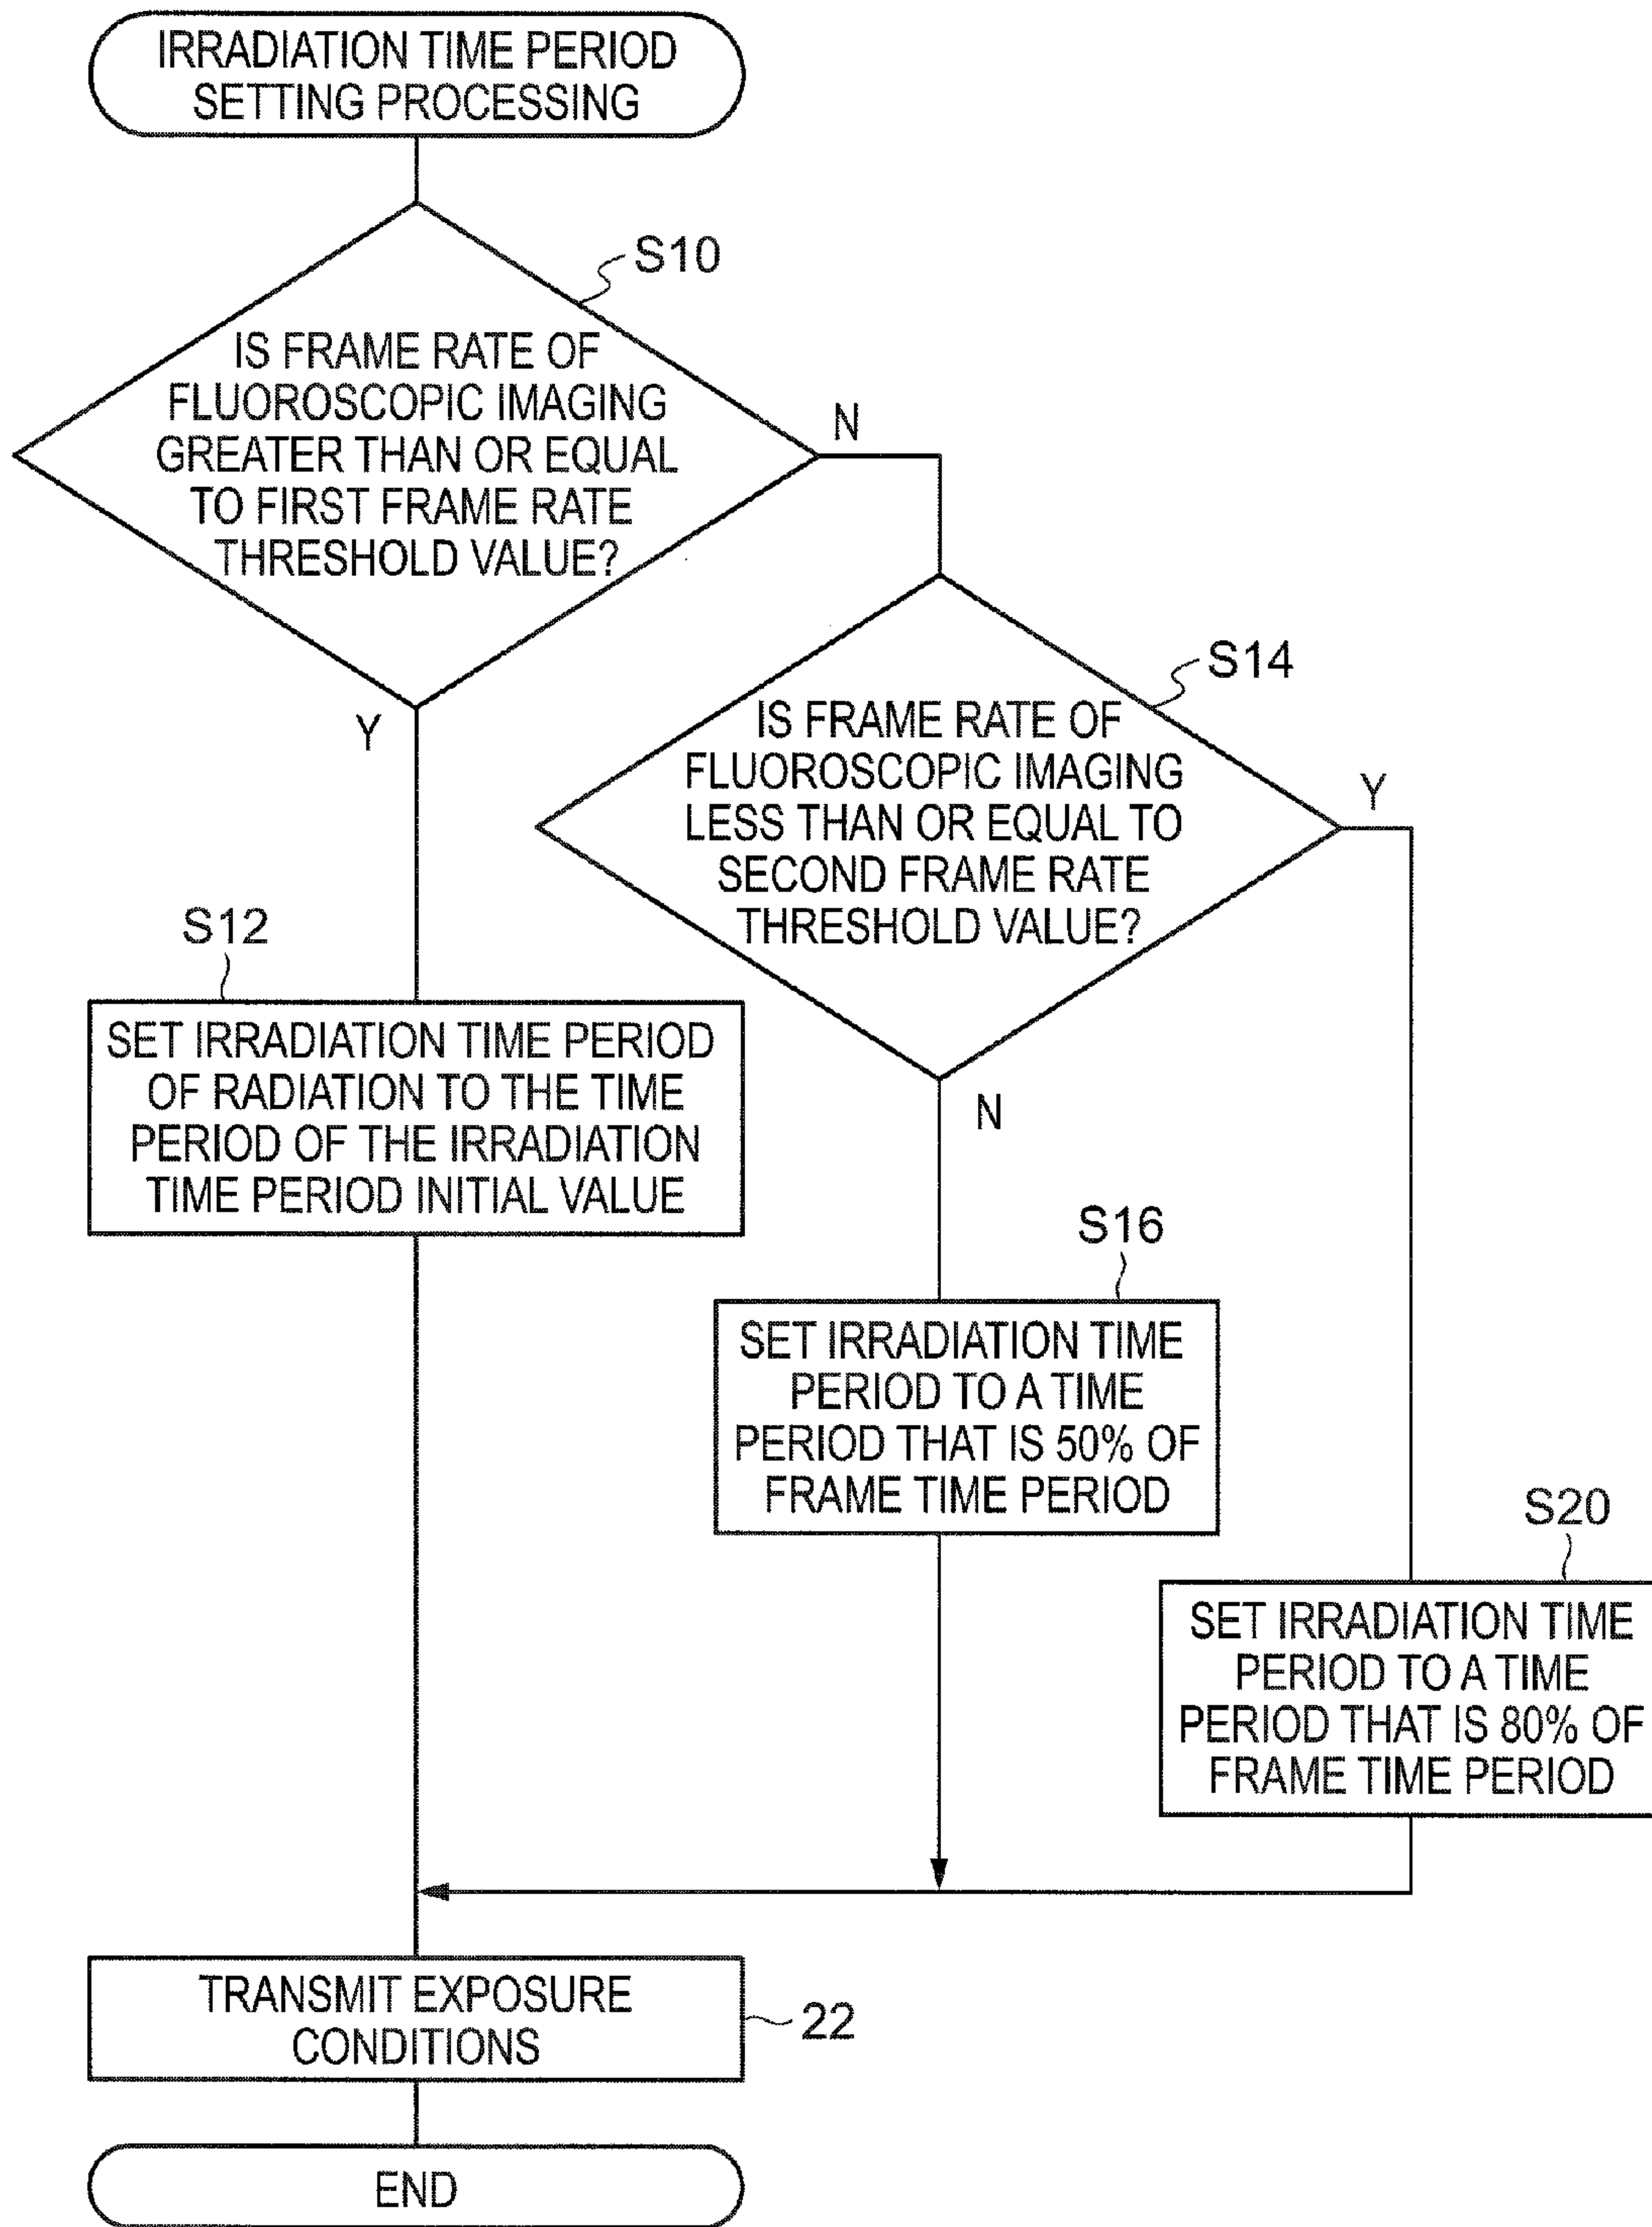 IRRADIATION TIME PERIOD
SETTING PROCESSING
S10
IS FRAME RATE OF
FLUOROSCOPIC IMAGING
GREATER THAN OR EQUAL
TO FIRST FRAME RATE
THRESHOLD VALUE?
N
Y
S14
IS FRAME RATE OF
FLUOROSCOPIC IMAGING
LESS THAN OR EQUAL TO
SECOND FRAME RATE
THRESHOLD VALUE?
Y
N
S12
SET IRRADIATION TIME PERIOD
OF RADIATION TO THE TIME
PERIOD OF THE IRRADIATION
TIME PERIOD INITIAL VALUE
S16
SET IRRADIATION TIME
PERIOD TO A TIME
PERIOD THAT IS 50% OF
FRAME TIME PERIOD
S20
SET IRRADIATION TIME
PERIOD TO A TIME
PERIOD THAT IS 80% OF
FRAME TIME PERIOD
TRANSMIT EXPOSURE
CONDITIONS
22
END